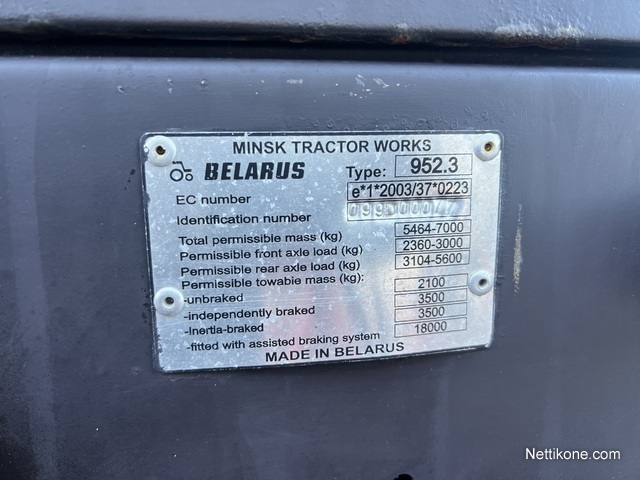 MINSK TRACTOR WORKS
BELARUS Type: 952.3
EC number e*1*2003/37*0223
Identification number
Total permissible mass (kg) 5464-7000
Permissible front axle load (kg) 2360-3000
Permissible rear axle load (kg) 3104-5600
Permissible towable mass (kg):
-unbraked 2100
-independently braked 3500
-Inertia-braked 3500
-fitted with assisted braking system 18000
MADE IN BELARUS
Nettikone.com